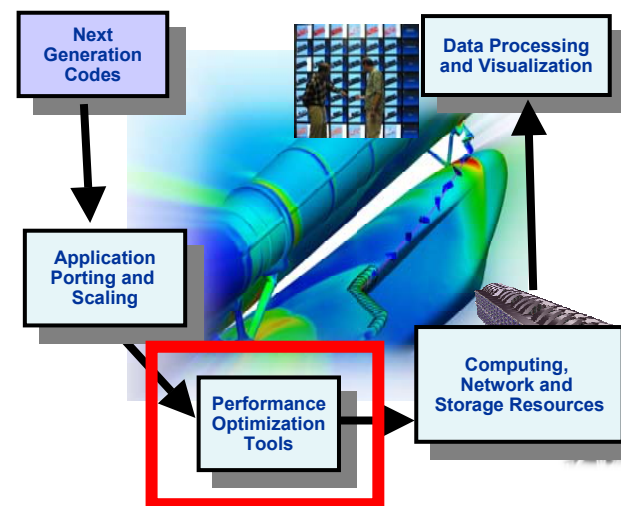 Next
Generation
Codes
Data Processing
and Visualization
Application
Porting and
Scaling
Performance
Optimization
Tools
Computing,
Network and
Storage Resources